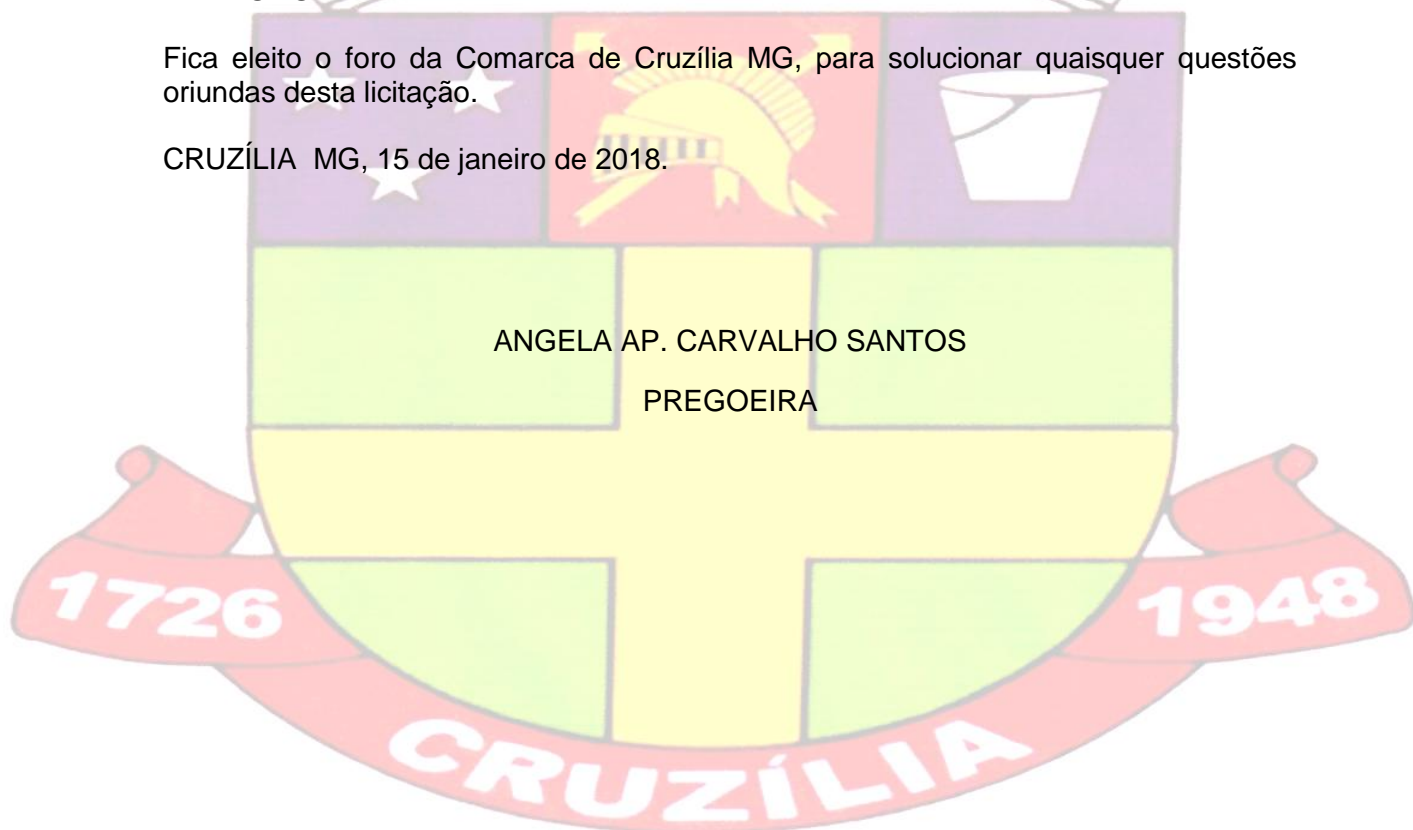 Fica eleito o foro da Comarca de Cruzília MG, para solucionar quaisquer questões
oriundas desta licitação.
CRUZÍLIA MG, 15 de janeiro de 2018.
ANGELA AP. CARVALHO SANTOS
PREGOEIRA
1726
1948
CRUZÍLIA